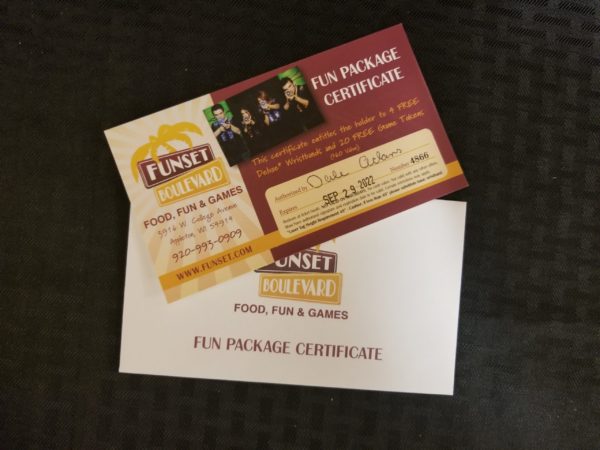 FUN PACKAGE
CERTIFICATE
This certificate entitles the holder to 4 FREE
Deluxe* Wristbands and 20 FREE Game Tokens
Authorized by Number 4866
Expires SEP 29 2022
FUNSET
BOULEVARD
FOOD, FUN & GAMES
3916 W. College Avenue
Appleton, WI 54914
920-993-0909
WWW.FUNSET.COM
FUNSET
BOULEVARD
FOOD, FUN & GAMES
FUN PACKAGE CERTIFICATE